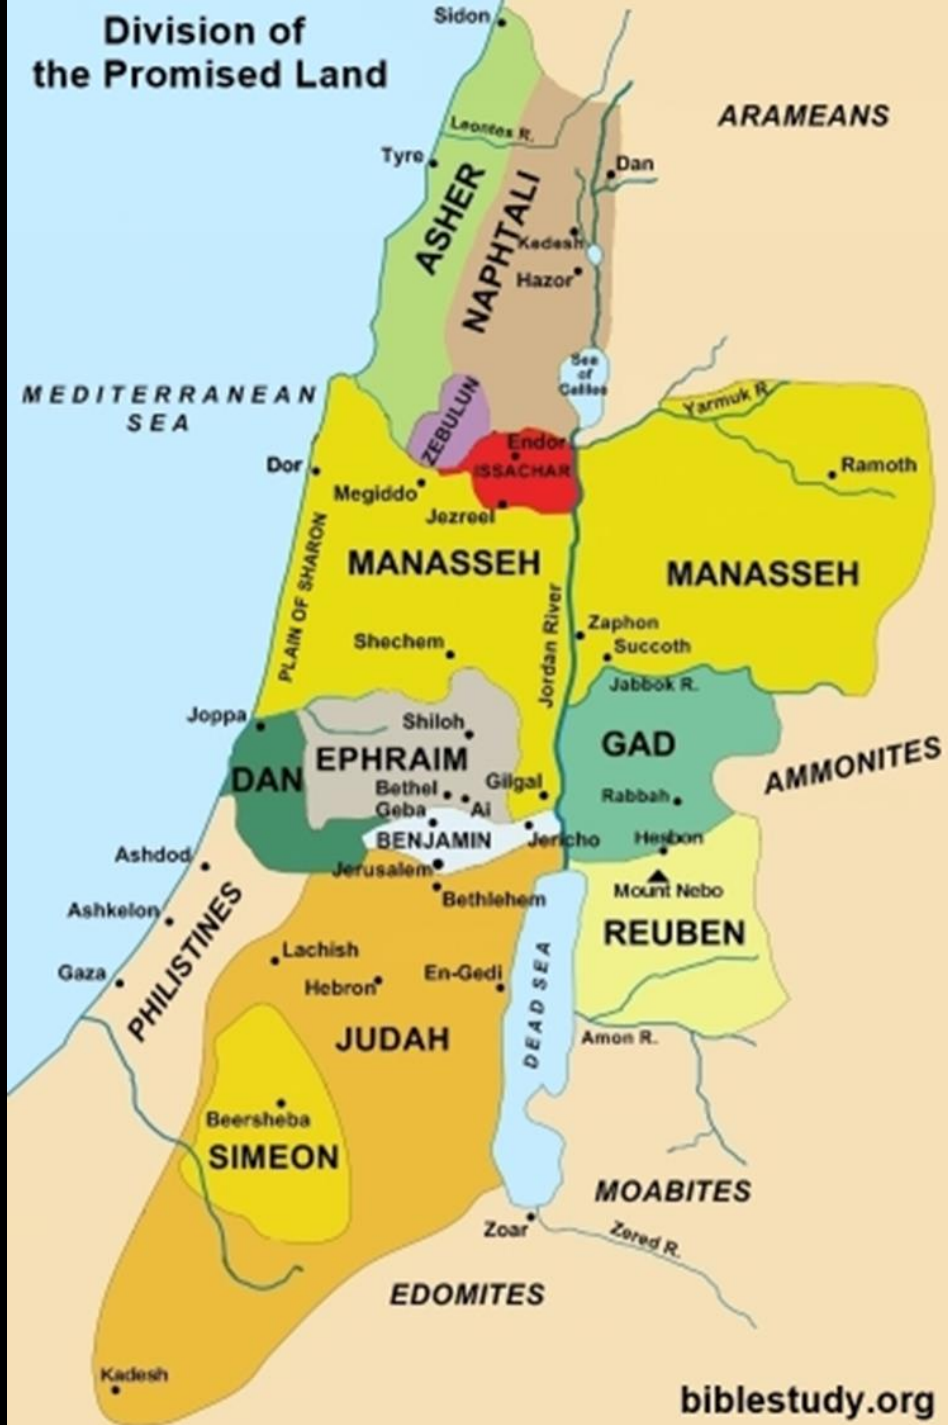 Division of
the Promised Land
Sidon
ARAMEANS
Leontes R.
Tyre
Dan
ASHER
NAPHTALI
Kedesh
Hazor
Sea
of
Galilee
MEDITERRANEAN
SEA
Yarmuk R
ZEBULUN
Endor
ISSACHAR
Dor
Ramoth
Megiddo
Jezreel
PLAIN OF SHARON
MANASSEH
MANASSEH
Jordan River
Zaphon
Shechem
Succoth
Jabbok R.
Joppa
Shiloh
GAD
EPHRAIM
DAN
AMMONITES
Bethel
Gilgal
Rabbah
Geba
Ai
BENJAMIN
Jericho
Hesbon
Ashdod
Jerusalem
Mount Nebo
Bethlehem
Ashkelon
REUBEN
PHILISTINES
Lachish
Gaza
Hebron
En-Gedi
DEAD SEA
JUDAH
Arnon R.
Beersheba
SIMEON
MOABITES
Zoar
Zered R.
EDOMITES
Kadesh
biblestudy.org